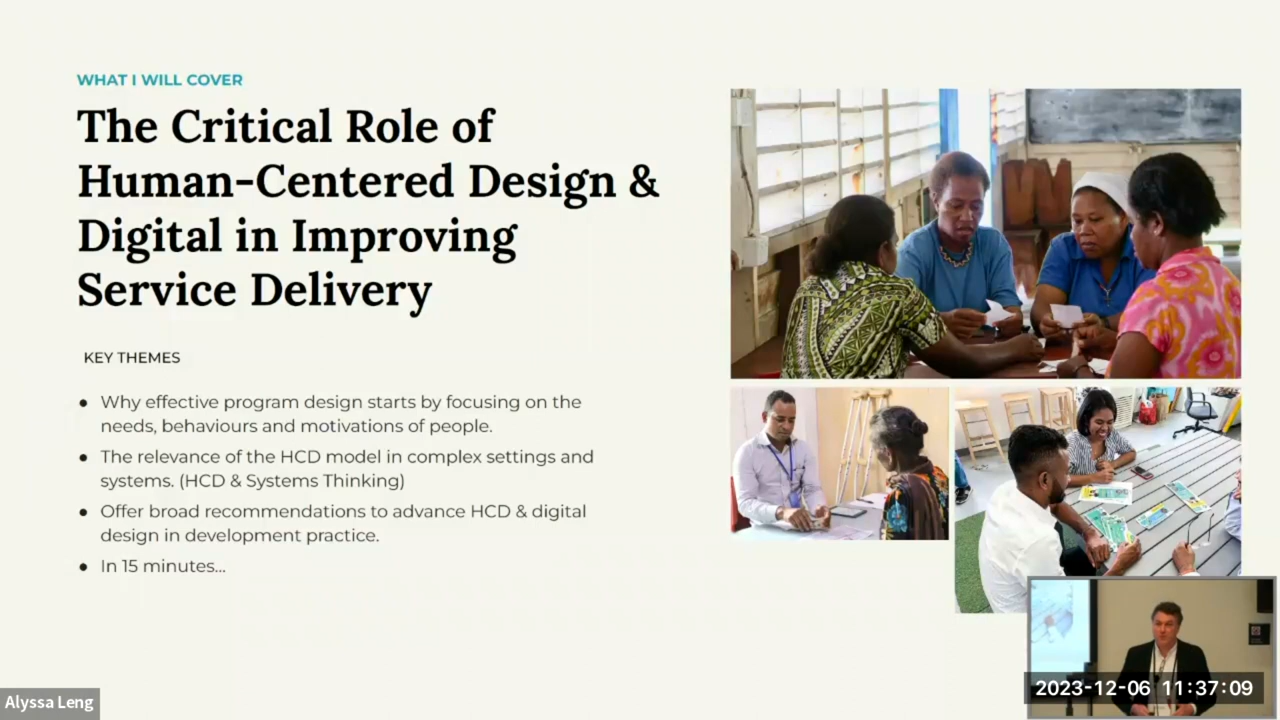 WHAT I WILL COVER
The Critical Role of
Human-Centered Design &
Digital in Improving
Service Delivery
KEY THEMES
● Why effective program design starts by focusing on the
needs, behaviours and motivations of people.
● The relevance of the HCD model in complex settings and
systems. (HCD & Systems Thinking)
● Offer broad recommendations to advance HCD & digital
design in development practice.
● In 15 minutes...
Alyssa Leng
2023-12-06 11:37:09